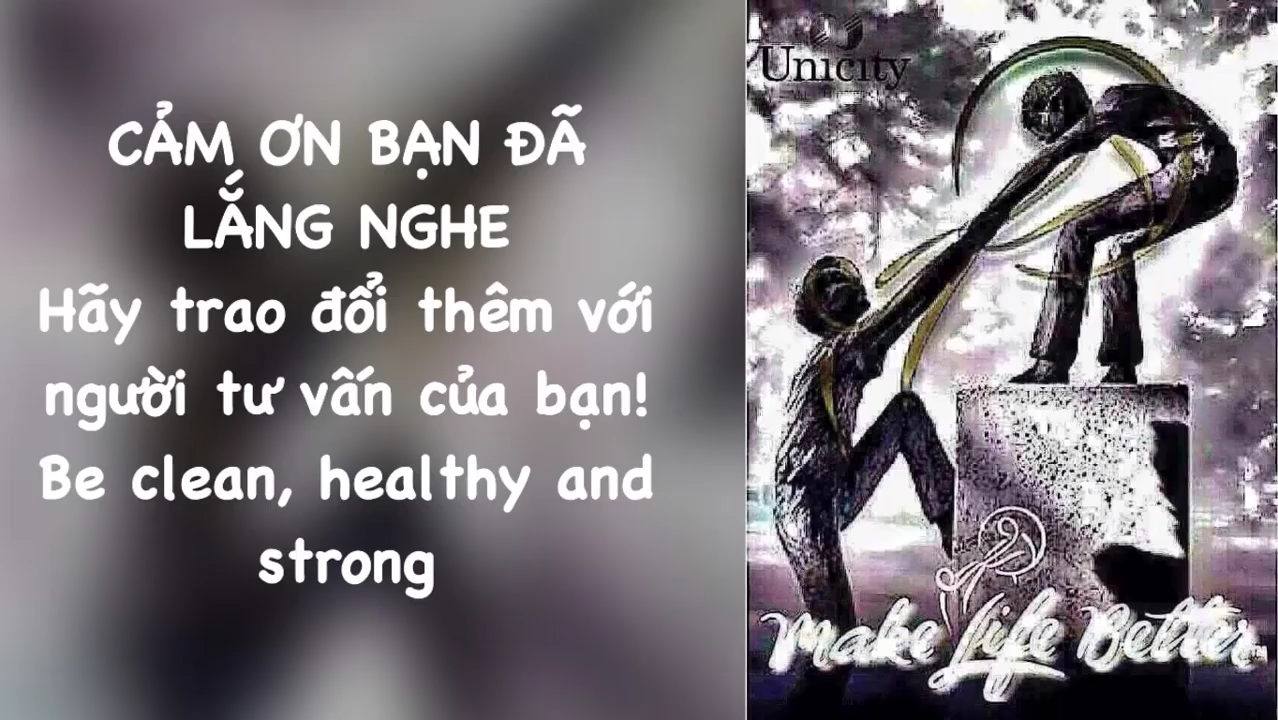 CẢM ƠN BẠN ĐÃ
LẮNG NGHE
Hãy trao đổi thêm với
người tư vấn của bạn!
Be clean, healthy and
strong
Unicity
Make Life Better